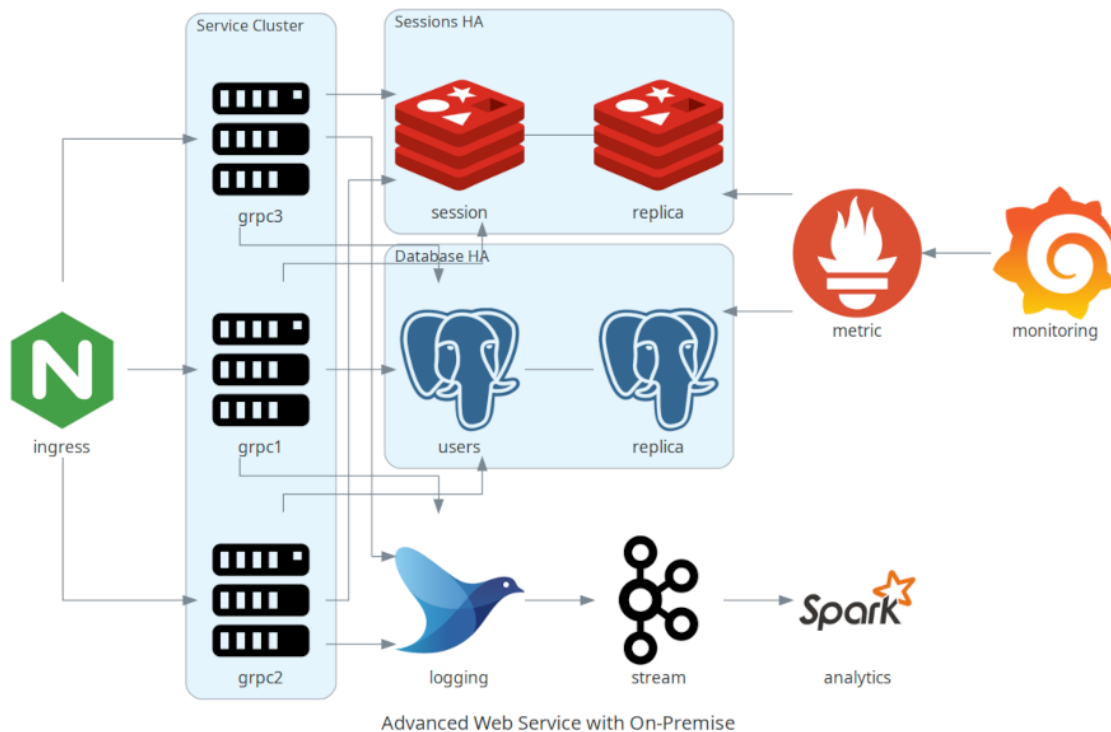 Service Cluster
Sessions HA
grpc3
session
replica
Database HA
metric
monitoring
N
ingress
grpc1
users
replica
grpc2
logging
stream
Spark
analytics
Advanced Web Service with On-Premise